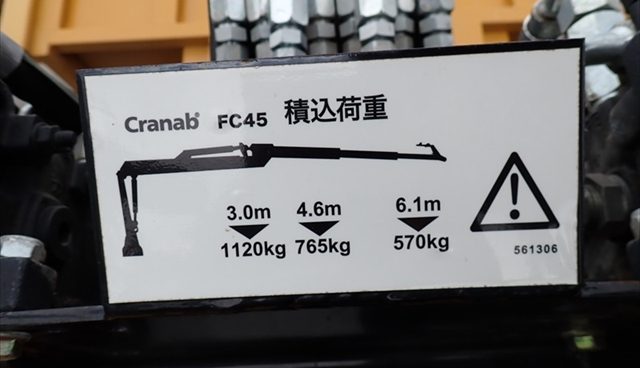 Cranab FC45 積込荷重
3.0m 4.6m 6.1m
1120kg 765kg 570kg
561306